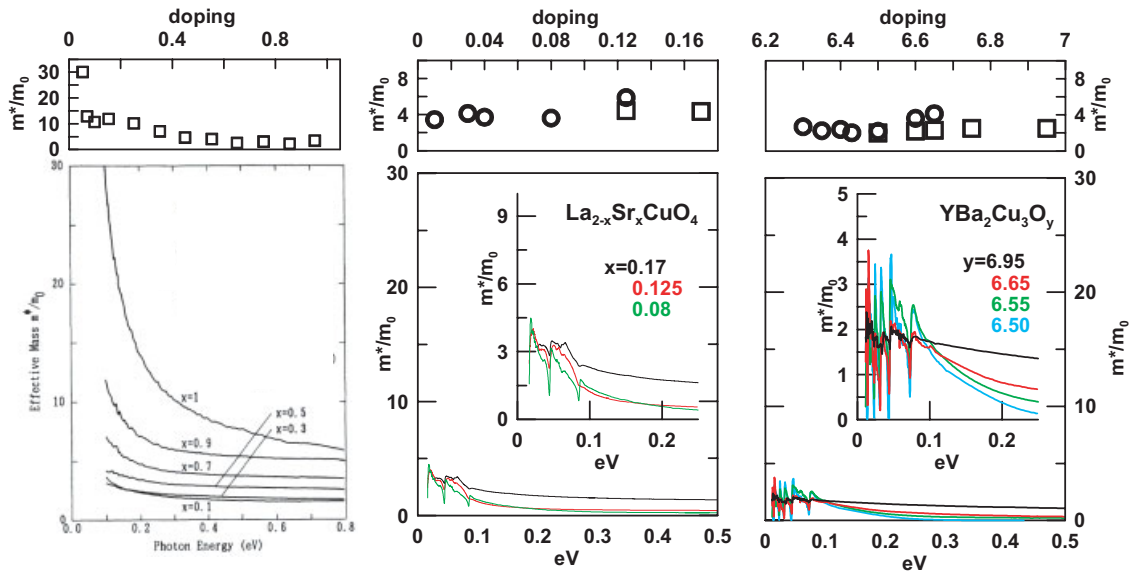 doping
0 0.4 0.8
m*/m0
30
20
10
0
Effective Mass m*/m0
30
20
10
0
x=1
x=0.5
x=0.3
x=0.9
x=0.7
x=0.1
0.0 0.2 0.4 0.6 0.8
Photon Energy (eV)
doping
0 0.04 0.08 0.12 0.16
m*/m0
8
4
0
30
25
20
15
10
5
0
m*/m0
La2-xSrxCuO4
x=0.17
0.125
0.08
m*/m0
9
6
3
0
0 0.1 0.2
eV
0 0.1 0.2 0.3 0.4 0.5
eV
doping
6.2 6.4 6.6 6.8 7
8
4
0
m*/m0
YBa2Cu3Oy
y=6.95
6.65
6.55
6.50
m*/m0
5
4
3
2
1
0
0 0.1 0.2
eV
30
20
10
0
m*/m0
0 0.1 0.2 0.3 0.4 0.5
eV